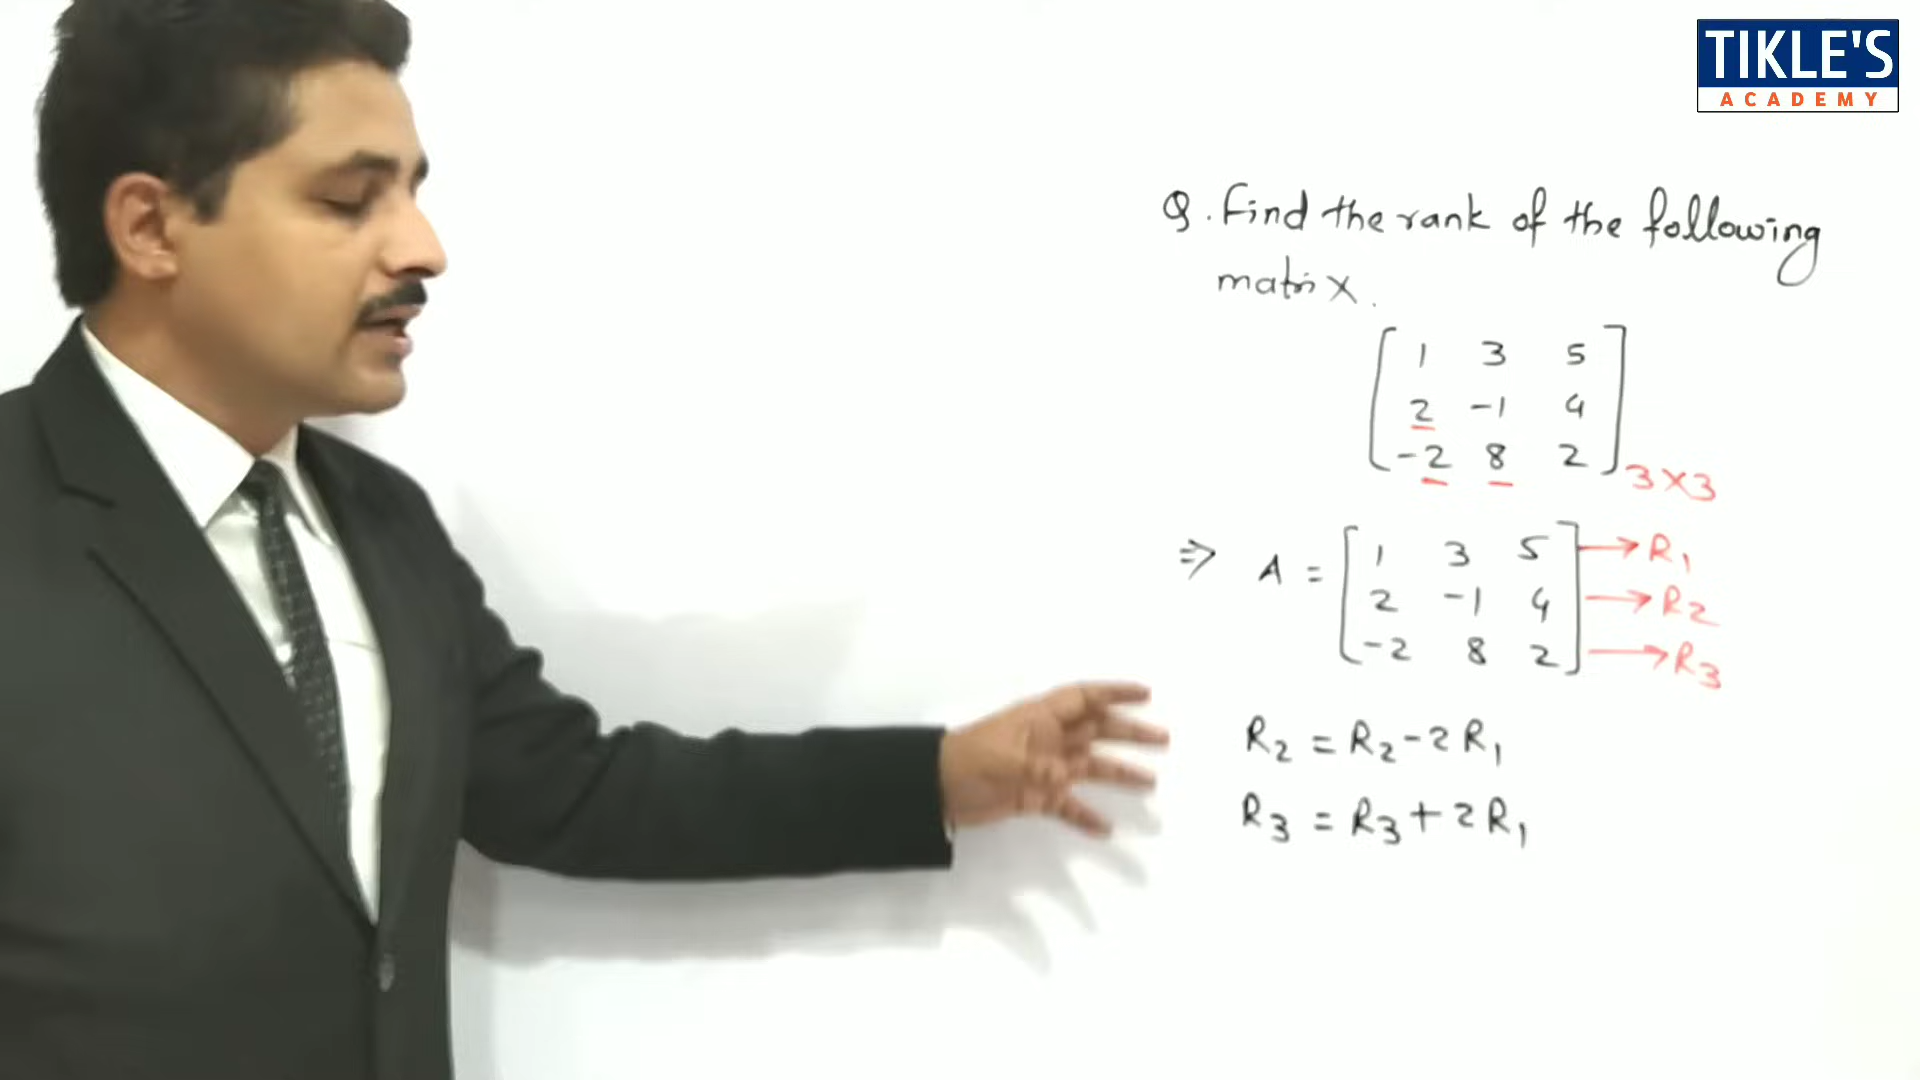 TIKLE'S
ACADEMY
Q. Find the rank of the following
matrix.
1 3 5
2 -1 4
-2 8 2
3×3
⇒ A = [1 3 5] → R1
2 -1 4 → R2
-2 8 2 → R3
R2 = R2 - 2R1
R3 = R3 + 2R1